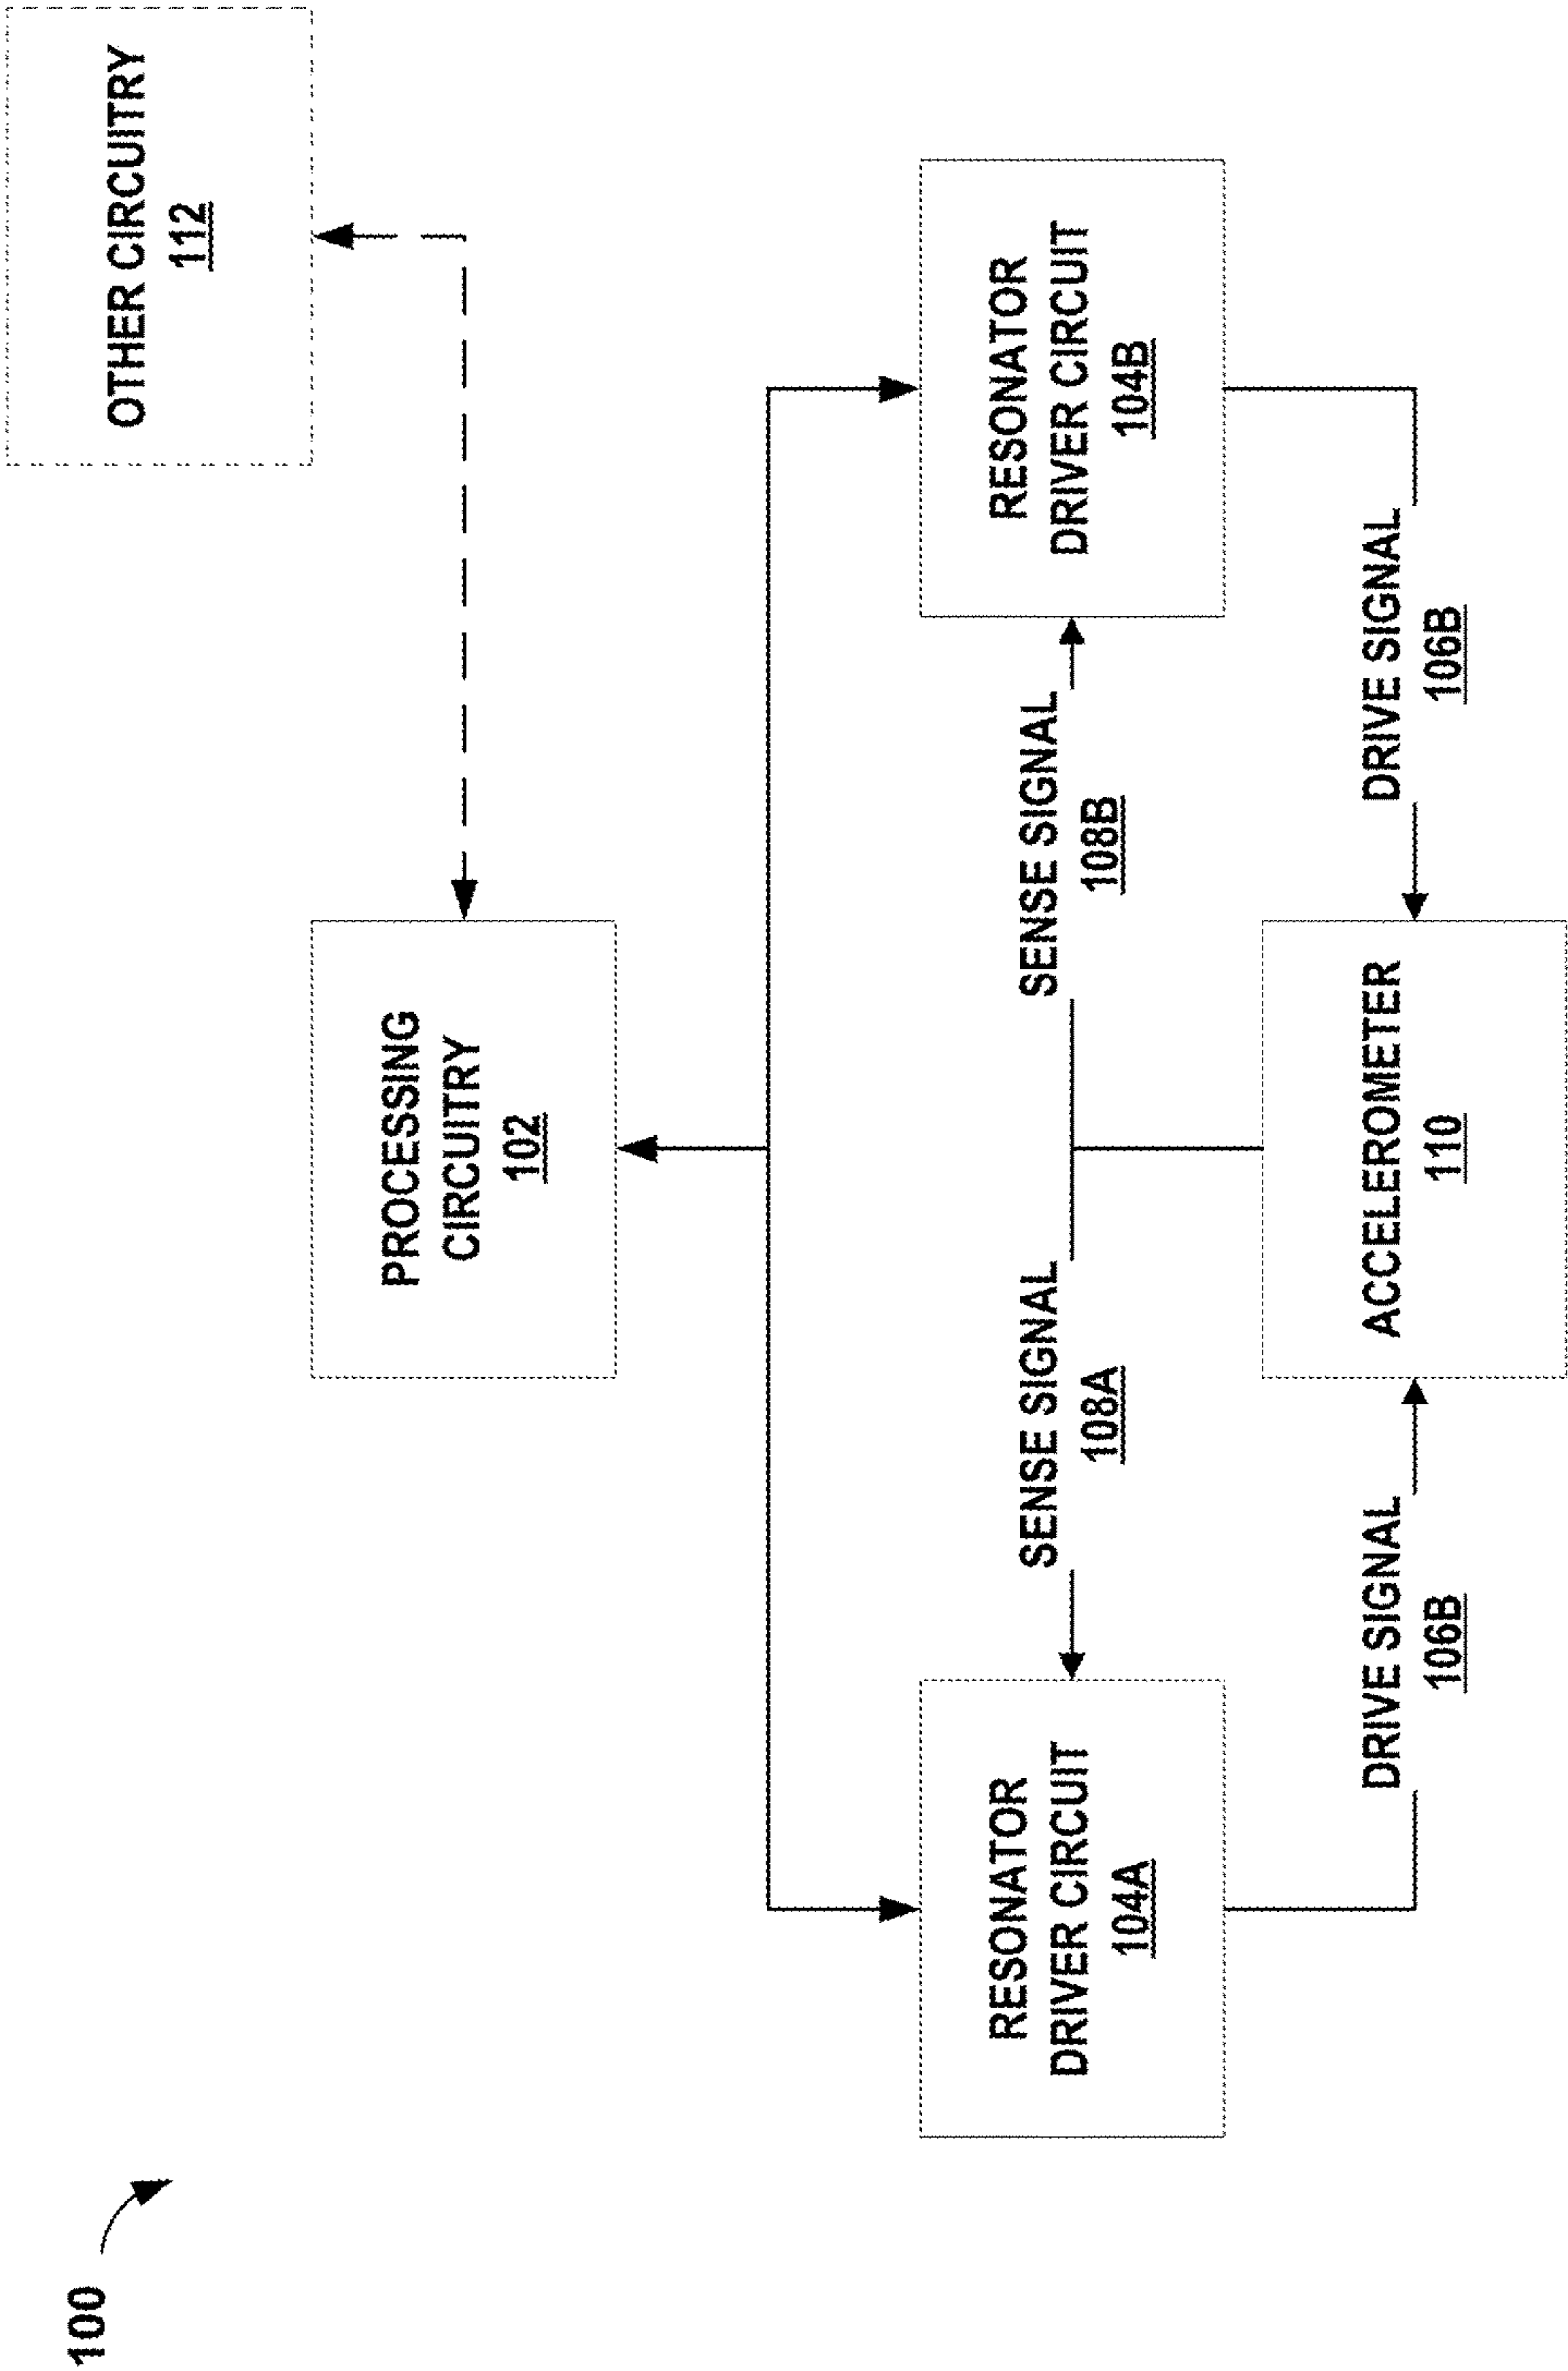 100
OTHER CIRCUITRY
112
PROCESSING
CIRCUITRY
102
RESONATOR
DRIVER CIRCUIT
104A
SENSE SIGNAL
108A
SENSE SIGNAL
108B
RESONATOR
DRIVER CIRCUIT
104B
DRIVE SIGNAL
106B
ACCELEROMETER
110
DRIVE SIGNAL
106B